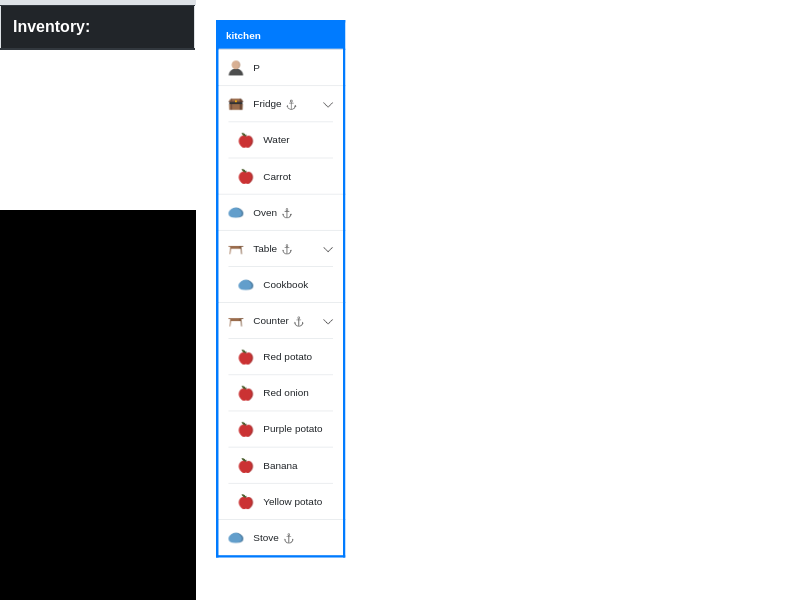 Inventory:
kitchen
P
Fridge
Water
Carrot
Oven
Table
Cookbook
Counter
Red potato
Red onion
Purple potato
Banana
Yellow potato
Stove